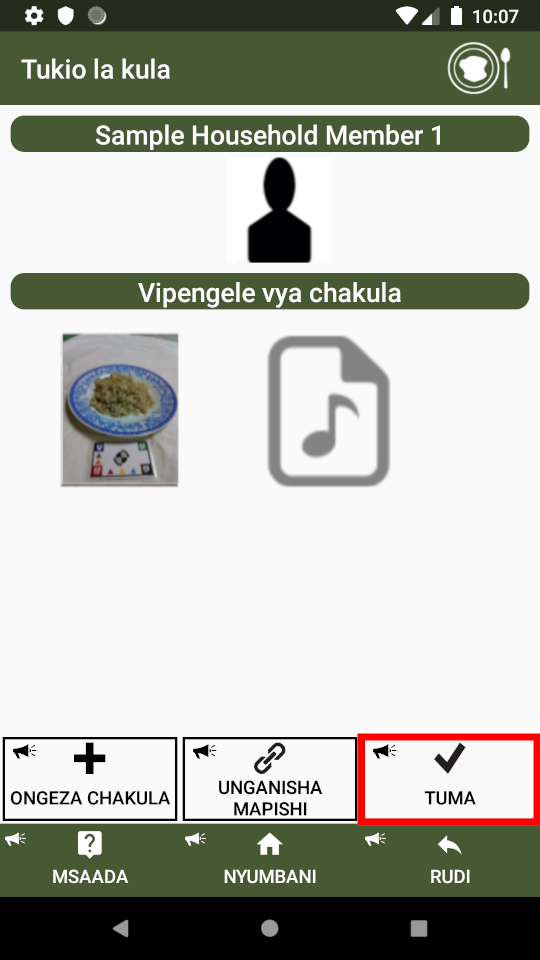 10:07
Tukio la kula
Sample Household Member 1
Vipengele vya chakula
ONGEZA CHAKULA
UNGANISHA
MAPISHI
TUMA
MSAADA
NYUMBANI
RUDI